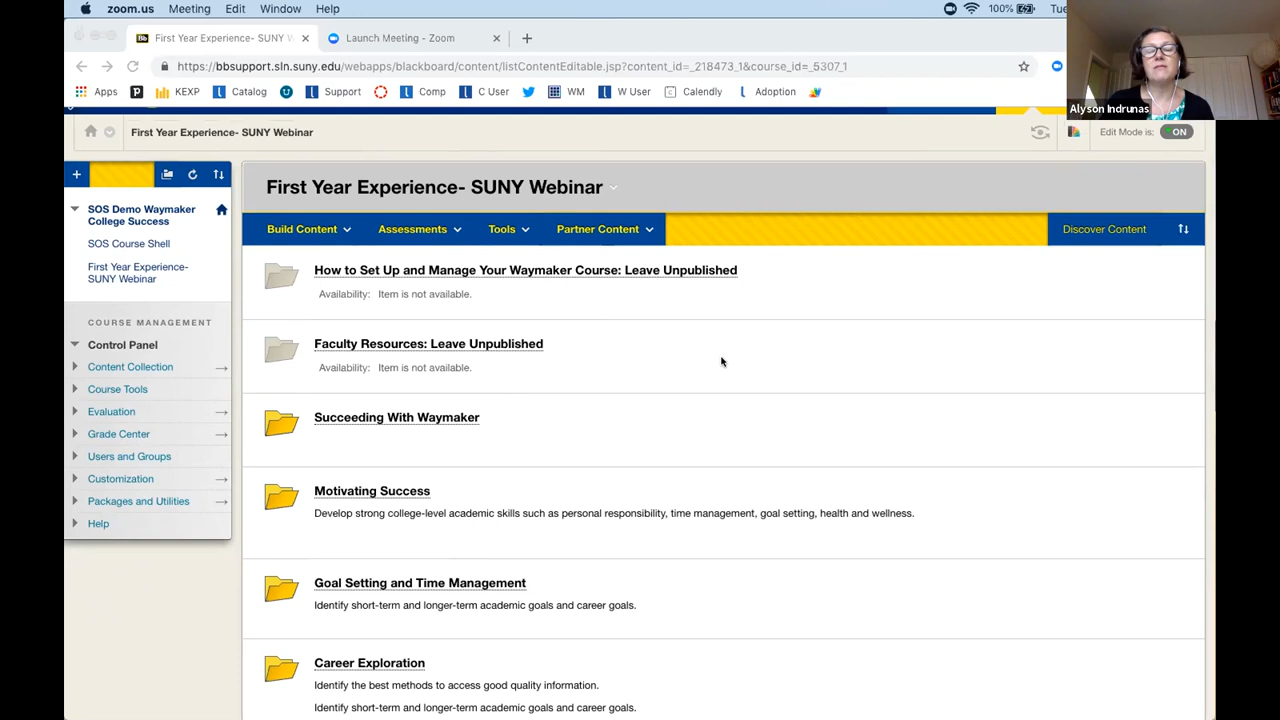 zoom.us Meeting Edit Window Help 100% Tue
First Year Experience- SUNY W Launch Meeting - Zoom
https://bbsupport.sln.suny.edu/webapps/blackboard/content/listContentEditable.jsp?content_id=_218473_1&course_id=_5307_1
Apps KEXP Catalog Support Comp C User WM W User Calendly Adoption
Alyson Indrunas
First Year Experience- SUNY Webinar Edit Mode is: ON
SOS Demo Waymaker
College Success
SOS Course Shell
First Year Experience-
SUNY Webinar
COURSE MANAGEMENT
Control Panel
Content Collection
Course Tools
Evaluation
Grade Center
Users and Groups
Customization
Packages and Utilities
Help
First Year Experience- SUNY Webinar
Build Content Assessments Tools Partner Content Discover Content
How to Set Up and Manage Your Waymaker Course: Leave Unpublished
Availability: Item is not available.
Faculty Resources: Leave Unpublished
Availability: Item is not available.
Succeeding With Waymaker
Motivating Success
Develop strong college-level academic skills such as personal responsibility, time management, goal setting, health and wellness.
Goal Setting and Time Management
Identify short-term and longer-term academic goals and career goals.
Career Exploration
Identify the best methods to access good quality information.
Identify short-term and longer-term academic goals and career goals.